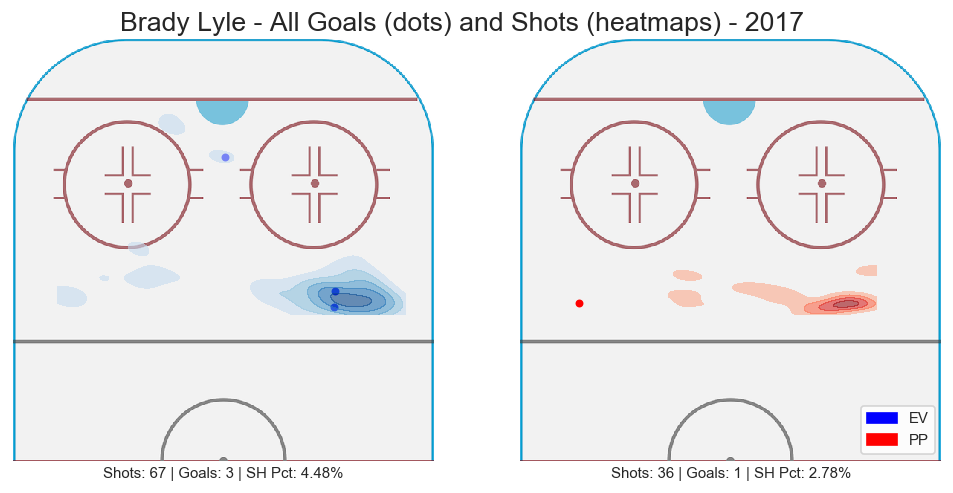 Brady Lyle - All Goals (dots) and Shots (heatmaps) - 2017
EV
PP
Shots: 67 | Goals: 3 | SH Pct: 4.48%
Shots: 36 | Goals: 1 | SH Pct: 2.78%